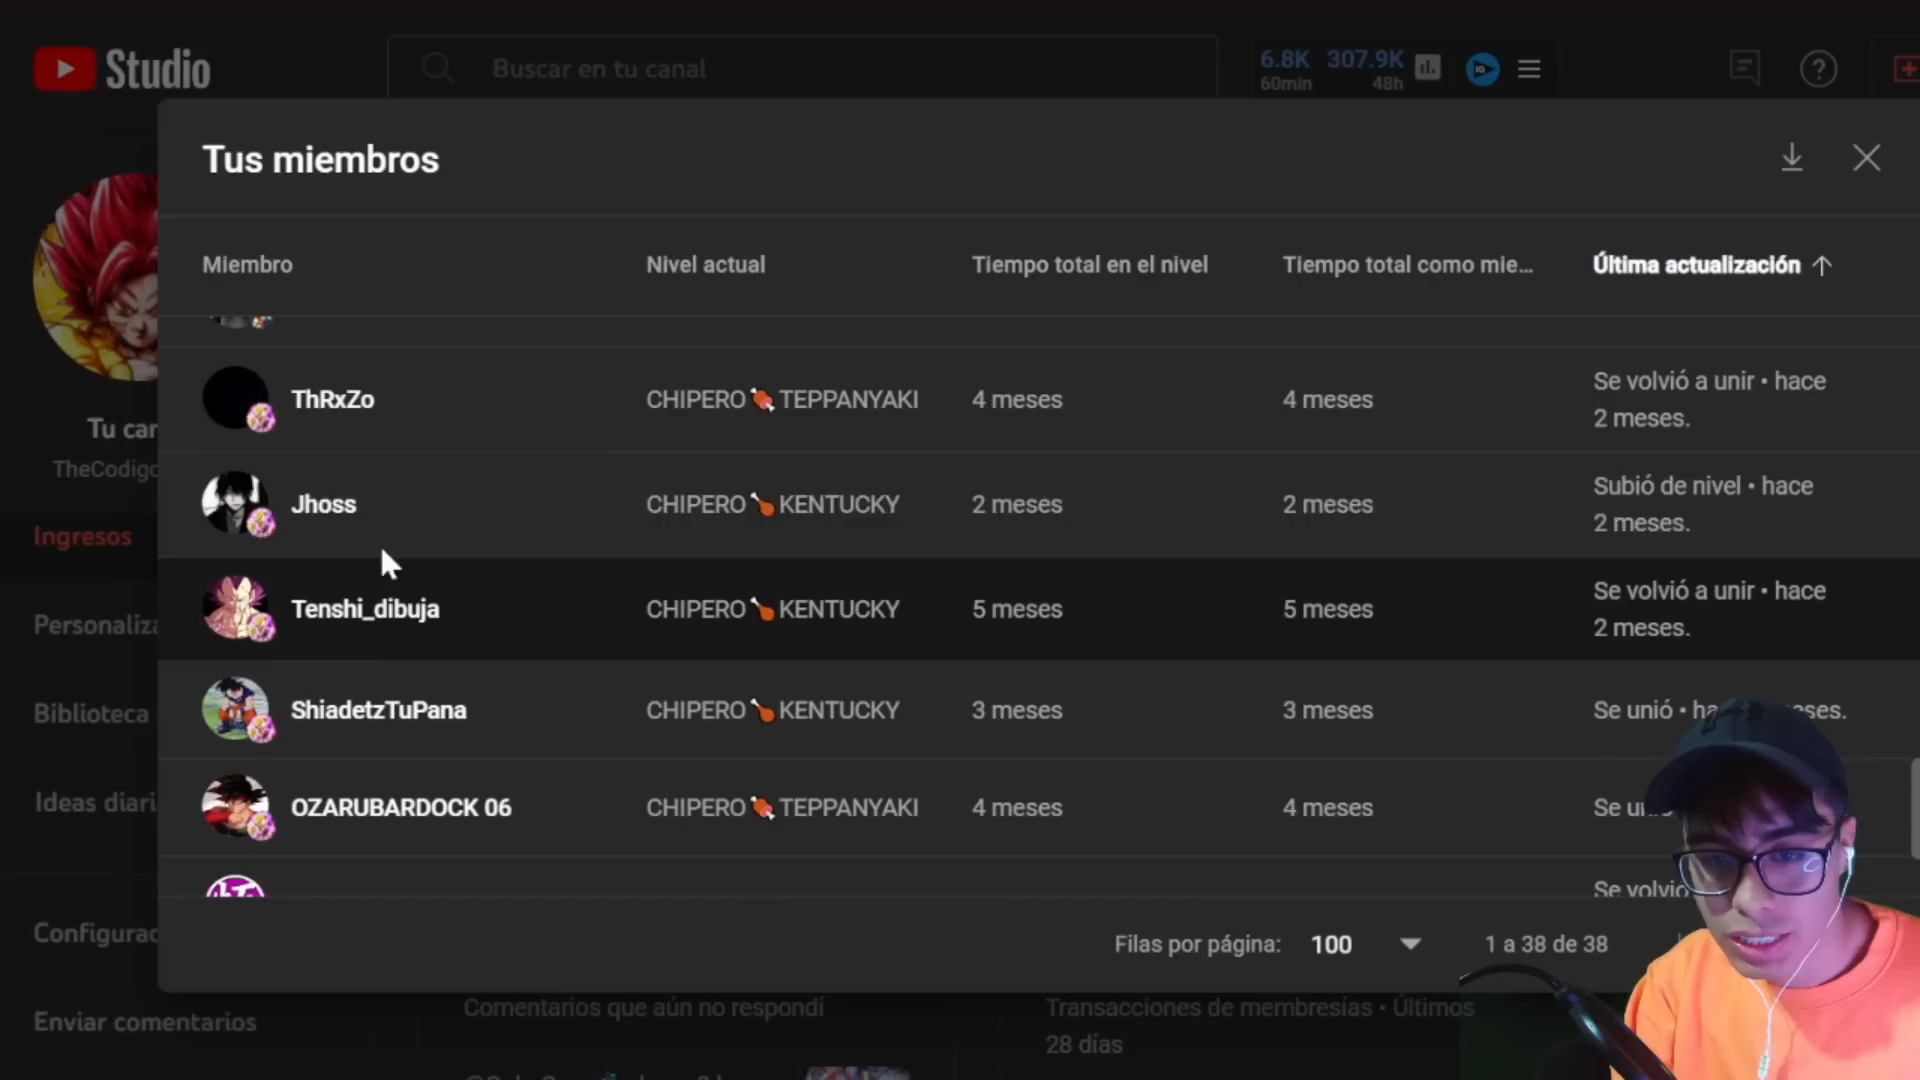 Studio
Buscar en tu canal
6.8K 307.9K
60min 48h
Tus miembros
Miembro Nivel actual Tiempo total en el nivel Tiempo total como mie... Última actualización
ThRxZo CHIPERO🍖TEPPANYAKI 4 meses 4 meses Se volvió a unir • hace
2 meses.
Jhoss CHIPERO🍗KENTUCKY 2 meses 2 meses Subió de nivel • hace
2 meses.
Tenshi_dibuja CHIPERO🍗KENTUCKY 5 meses 5 meses Se volvió a unir • hace
2 meses.
ShiadetzTuPana CHIPERO🍗KENTUCKY 3 meses 3 meses Se unió •
OZARUBARDOCK 06 CHIPERO🍖TEPPANYAKI 4 meses 4 meses Se
Se
Filas por página: 100 1 a 38 de 38
Tu
TheCodigo
Ingresos
Personaliza
Biblioteca
Ideas diari
Configurac
Enviar comentarios
Comentarios que aún no respondí
Transacciones de membresías • Últimos
28 días